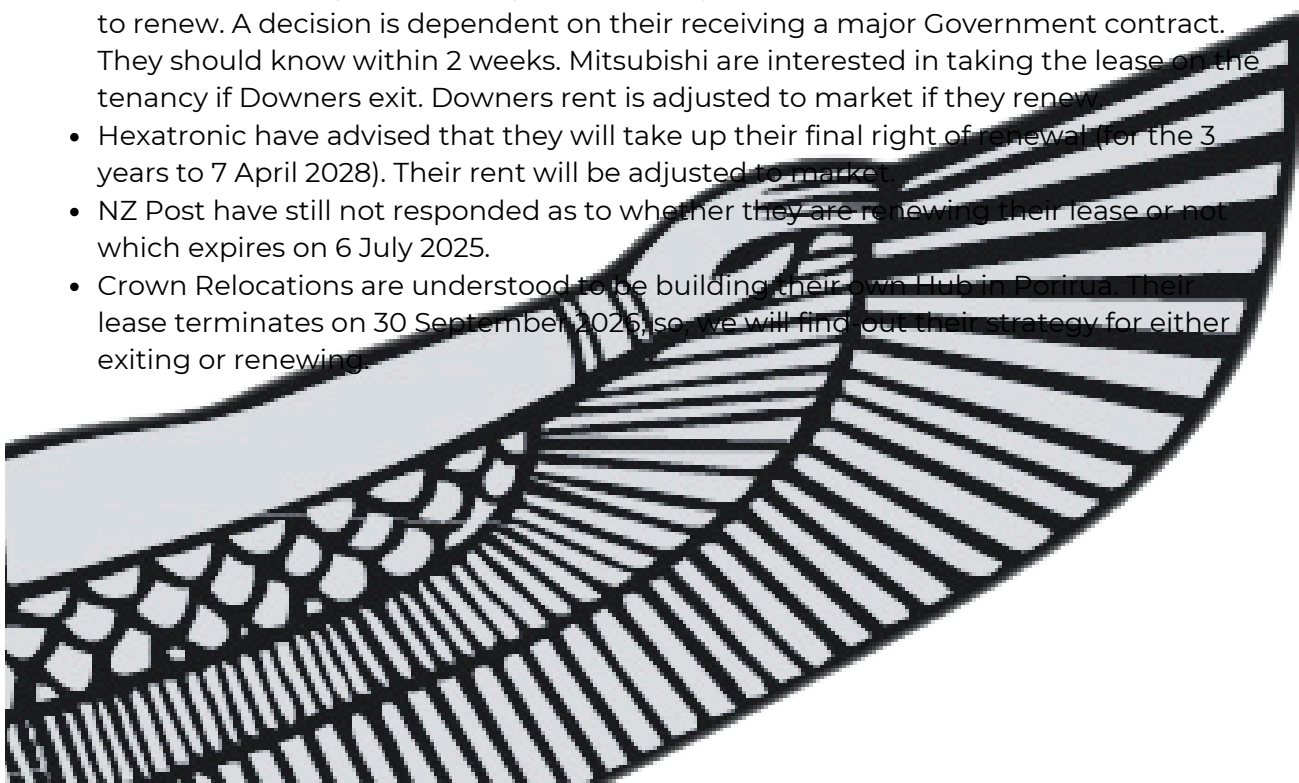 to renew. A decision is dependent on their receiving a major Government contract.
They should know within 2 weeks. Mitsubishi are interested in taking the lease on the
tenancy if Downers exit. Downers rent is adjusted to market if they renew.
• Hexatronic have advised that they will take up their final right of renewal (for the 3
years to 7 April 2028). Their rent will be adjusted to market.
• NZ Post have still not responded as to whether they are renewing their lease or not
which expires on 6 July 2025.
• Crown Relocations are understood to be building their own Hub in Porirua. Their
lease terminates on 30 September 2026, so, we will find-out their strategy for either
exiting or renewing.